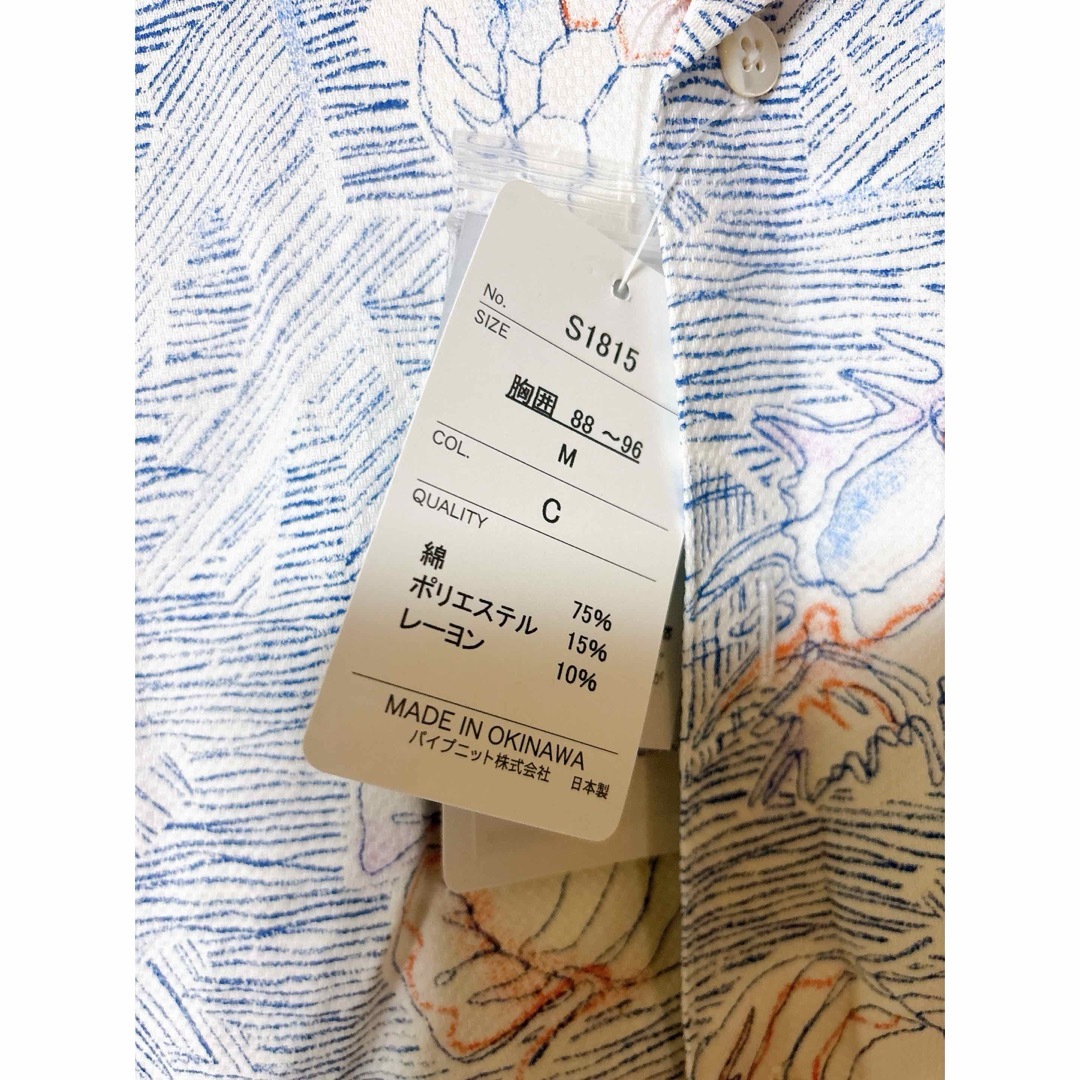 No. S1815
SIZE
胸囲 88 ～96
M
COL. C
QUALITY
綿 75%
ポリエステル 15%
レーヨン 10%
MADE IN OKINAWA
パイプニット株式会社 日本製